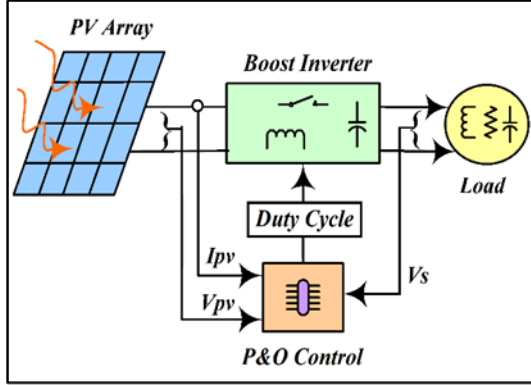 PV Array
Boost Inverter
Load
Duty Cycle
Ipv
Vpv
Vs
P&O Control